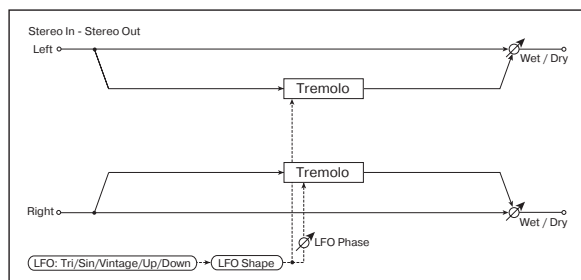 Stereo In - Stereo Out
Left
Wet / Dry
Tremolo
Tremolo
Right
Wet / Dry
LFO Phase
LFO: Tri/Sin/Vintage/Up/Down
LFO Shape